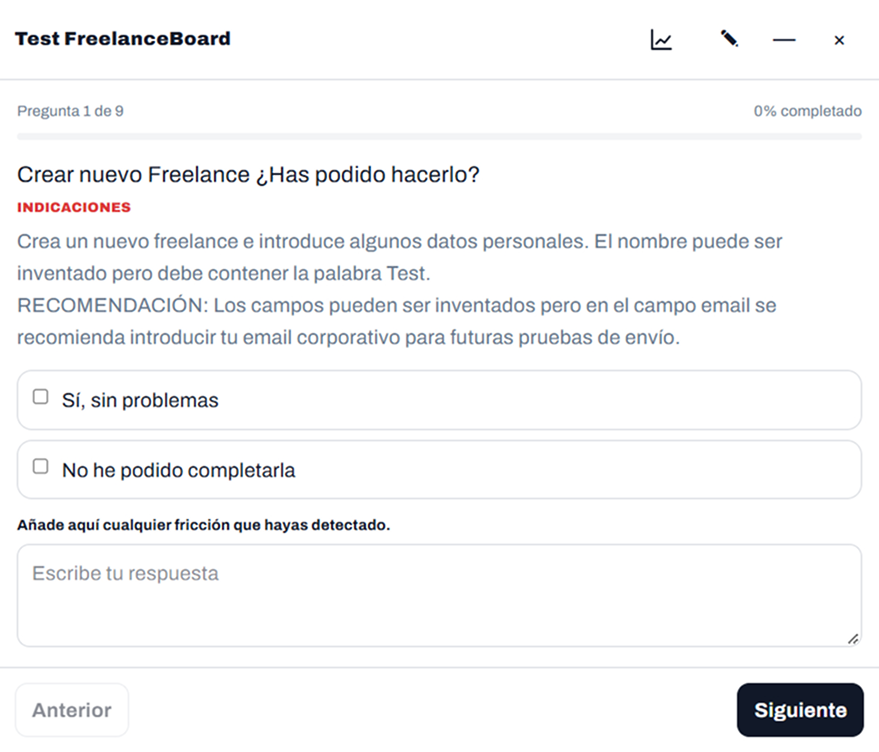 Test FreelanceBoard
Pregunta 1 de 9
0% completado
Crear nuevo Freelance ¿Has podido hacerlo?
INDICACIONES
Crea un nuevo freelance e introduce algunos datos personales. El nombre puede ser
inventado pero debe contener la palabra Test.
RECOMENDACIÓN: Los campos pueden ser inventados pero en el campo email se
recomienda introducir tu email corporativo para futuras pruebas de envío.
Sí, sin problemas
No he podido completarla
Añade aquí cualquier fricción que hayas detectado.
Escribe tu respuesta
Anterior
Siguiente